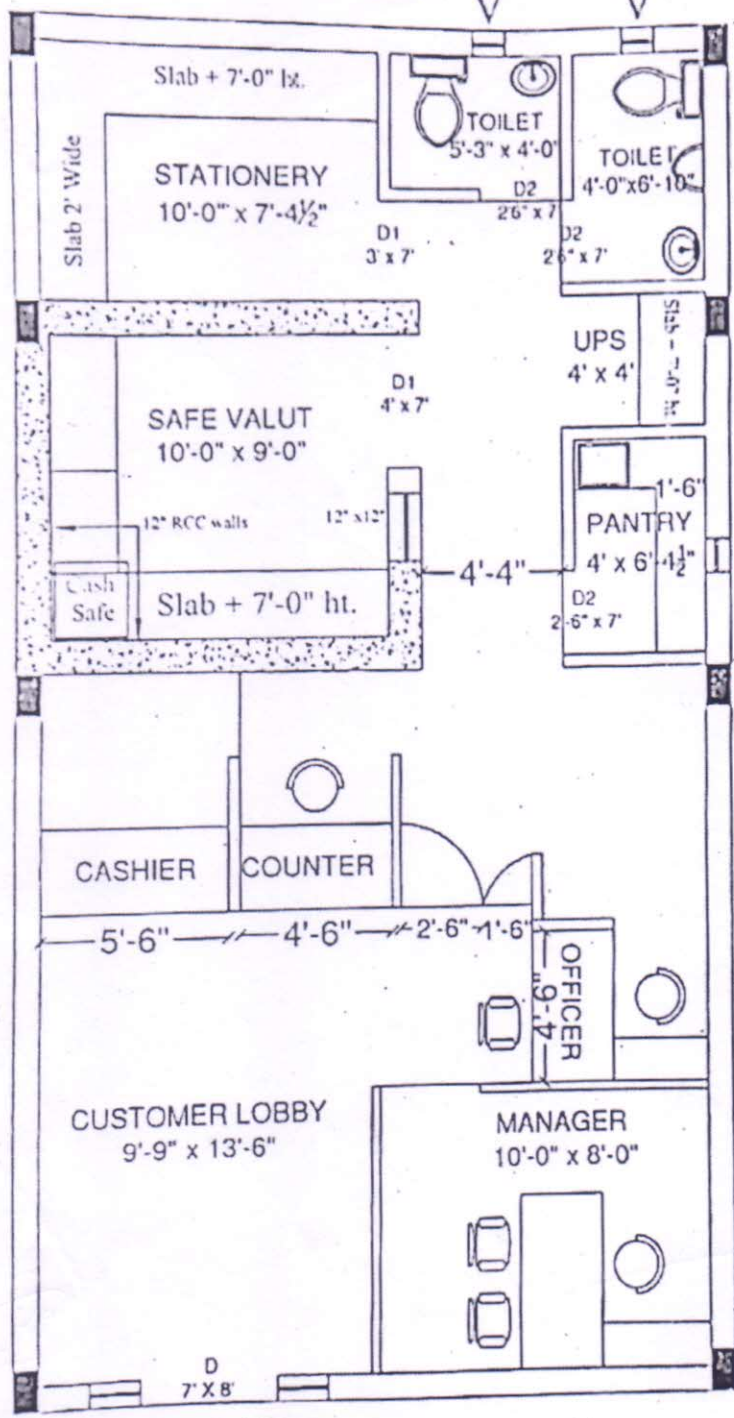 Slab + 7'-0" ht.
Slab 2' Wide
STATIONERY
10'-0" x 7'-4½"
TOILET
5'-3" x 4'-0"
TOILET
4'-0"x6'-10"
D1
3' x 7'
D2
26" x 7'
D2
26" x 7'
UPS
4' x 4'
D1
4' x 7'
SAFE VALUT
10'-0" x 9'-0"
12" RCC walls
12" x12"
1'-6"
PANTRY
4' x 6'-4½"
4'-4"
Cash
Safe
Slab + 7'-0" ht.
D2
2'-6" x 7'
CASHIER
COUNTER
5'-6"
4'-6"
2'-6"
1'-6"
OFFICER
4'-6"
CUSTOMER LOBBY
9'-9" x 13'-6"
MANAGER
10'-0" x 8'-0"
D
7' X 8'